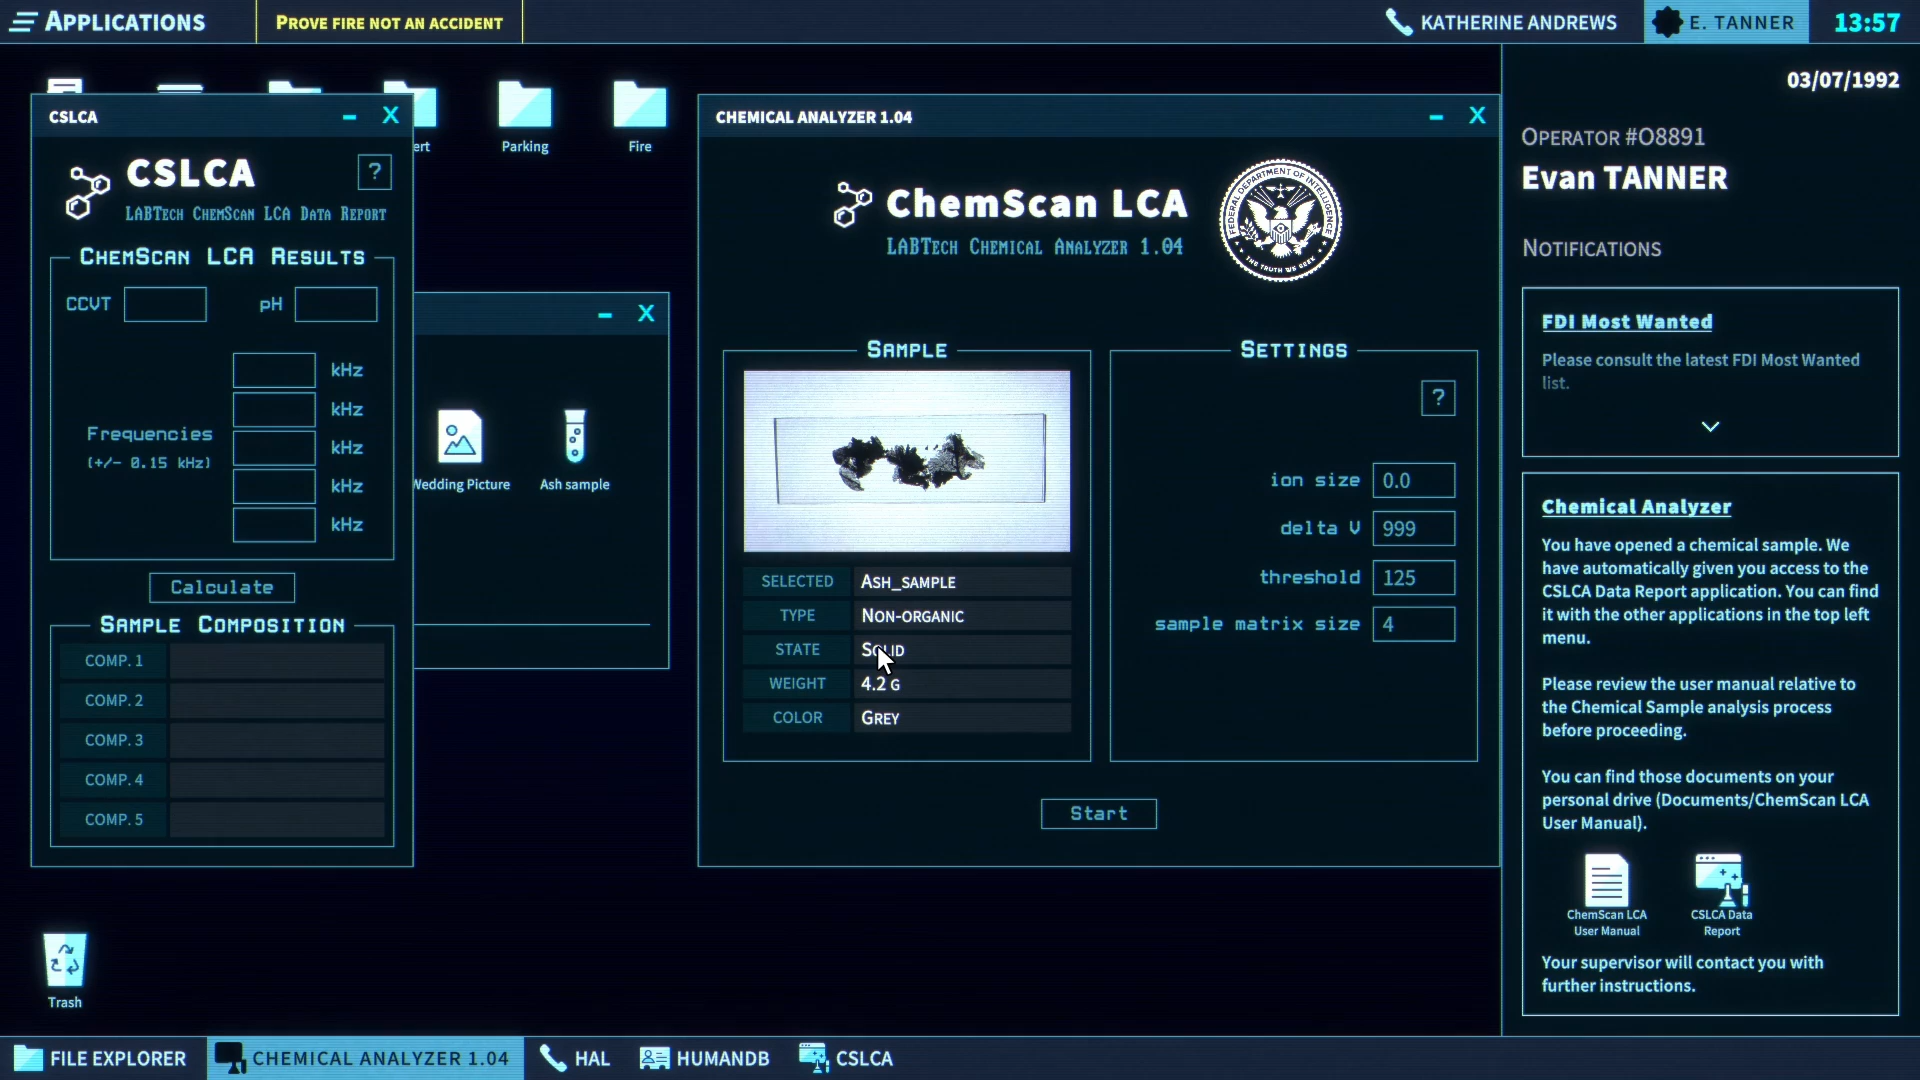 APPLICATIONS
PROVE FIRE NOT AN ACCIDENT
KATHERINE ANDREWS
E. TANNER
13:57
03/07/1992
OPERATOR #O8891
Evan TANNER
NOTIFICATIONS
FDI Most Wanted
Please consult the latest FDI Most Wanted
list.
Chemical Analyzer
You have opened a chemical sample. We
have automatically given you access to the
CSLCA Data Report application. You can find
it with the other applications in the top left
menu.
Please review the user manual relative to
the Chemical Sample analysis process
before proceeding.
You can find those documents on your
personal drive (Documents/ChemScan LCA
User Manual).
ChemScan LCA
User Manual
CSLCA Data
Report
Your supervisor will contact you with
further instructions.
ert
Parking
Fire
CSLCA
– X
CSLCA
?
LABTECH CHEMSCAN LCA DATA REPORT
CHEMSCAN LCA RESULTS
CCVT
pH
kHz
kHz
Frequencies
kHz
(+/- 0.15 kHz)
kHz
kHz
Calculate
SAMPLE COMPOSITION
COMP. 1
COMP. 2
COMP. 3
COMP. 4
COMP. 5
– X
Wedding Picture
Ash sample
CHEMICAL ANALYZER 1.04
– X
ChemScan LCA
LABTECH CHEMICAL ANALYZER 1.04
FEDERAL DEPARTMENT OF INTELLIGENCE
THE TRUTH WE SEEK
SAMPLE
SELECTED ASH_SAMPLE
TYPE NON-ORGANIC
STATE SOLID
WEIGHT 4.2 G
COLOR GREY
SETTINGS
?
ion size 0.0
delta V 999
threshold 125
sample matrix size 4
Start
Trash
FILE EXPLORER
CHEMICAL ANALYZER 1.04
HAL
HUMANDB
CSLCA